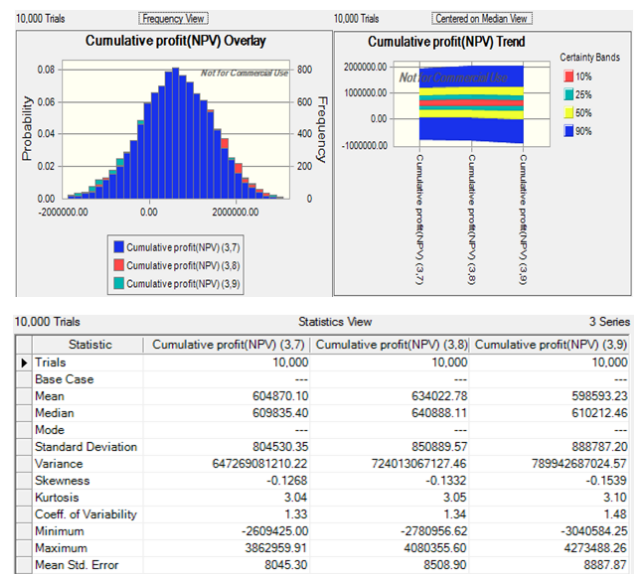 10,000 Trials Frequency View
Cumulative profit(NPV) Overlay
Not for Commercial Use
0.08
0.06
0.04
0.02
0.00
Probability
800
600
400
200
0
Frequency
-2000000.00 0.00 2000000.00
Cumulative profit(NPV) (3,7)
Cumulative profit(NPV) (3,8)
Cumulative profit(NPV) (3,9)
10,000 Trials Centered on Median View
Cumulative profit(NPV) Trend
Not for Commercial Use
2000000.00
1000000.00
0.00
-1000000.00
Cumulative profit(NPV) (3,7)
Cumulative profit(NPV) (3,8)
Cumulative profit(NPV) (3,9)
Certainty Bands
10%
25%
50%
90%
10,000 Trials Statistics View 3 Series
Statistic Cumulative profit(NPV) (3,7) Cumulative profit(NPV) (3,8) Cumulative profit(NPV) (3,9)
Trials 10,000 10,000 10,000
Base Case --- --- ---
Mean 604870.10 634022.78 598593.23
Median 609835.40 640888.11 610212.46
Mode --- --- ---
Standard Deviation 804530.35 850889.57 888787.20
Variance 647269081210.22 724013067127.46 789942687024.57
Skewness -0.1268 -0.1332 -0.1539
Kurtosis 3.04 3.05 3.10
Coeff. of Variability 1.33 1.34 1.48
Minimum -2609425.00 -2780956.62 -3040584.25
Maximum 3862959.91 4080355.60 4273488.26
Mean Std. Error 8045.30 8508.90 8887.87